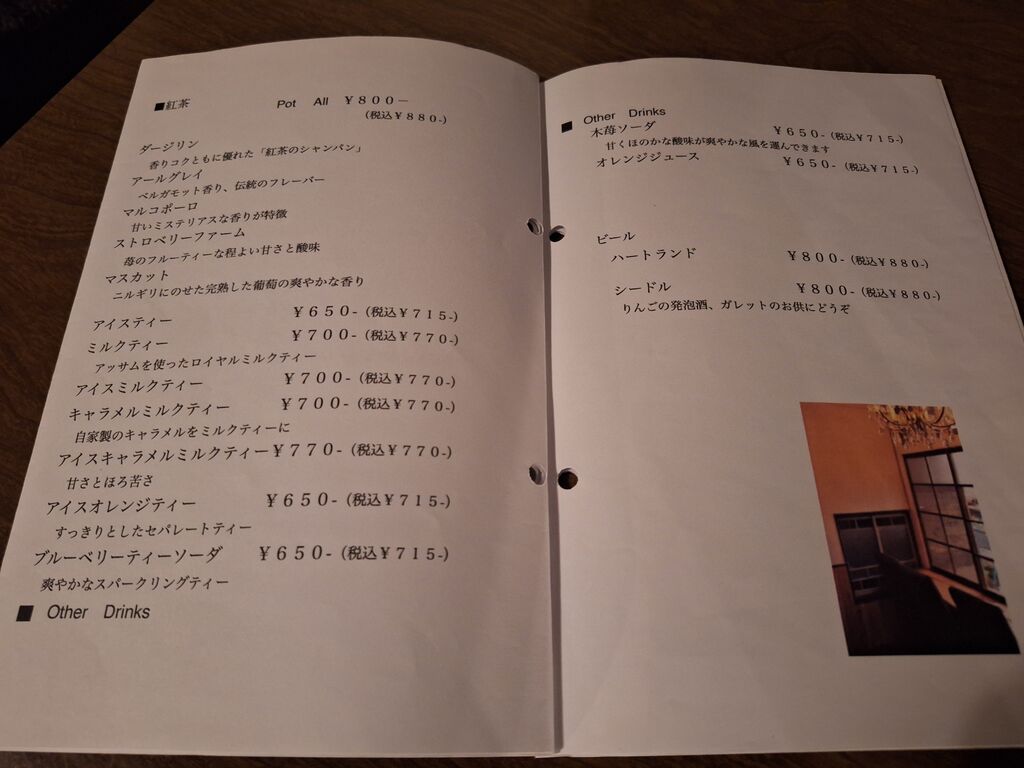 ■紅茶 Pot All ￥８００－
(税込￥８８０-)
ダージリン
香りコクともに優れた「紅茶のシャンパン」
アールグレイ
ベルガモット香り、伝統のフレーバー
マルコポーロ
甘いミステリアスな香りが特徴
ストロベリーファーム
苺のフルーティーな程よい甘さと酸味
マスカット
ニルギリにのせた完熟した葡萄の爽やかな香り
アイスティー ￥６５０-（税込￥７１５-)
ミルクティー ￥７００-（税込￥７７０-)
アッサムを使ったロイヤルミルクティー
アイスミルクティー ￥７００-（税込￥７７０-)
キャラメルミルクティー ￥７００-（税込￥７７０-)
自家製のキャラメルをミルクティーに
アイスキャラメルミルクティー￥７７０-（税込￥７７０-)
甘さとほろ苦さ
アイスオレンジティー ￥６５０-（税込￥７１５-)
すっきりとしたセパレートティー
ブルーベリーティーソーダ ￥６５０-（税込￥７１５-)
爽やかなスパークリングティー
■ Other Drinks
■ Other Drinks
木苺ソーダ ￥６５０-（税込￥７１５-)
甘くほのかな酸味が爽やかな風を運んできます
オレンジジュース ￥６５０-（税込￥７１５-)
ビール
ハートランド ￥８００-（税込￥８８０-)
シードル ￥８００-（税込￥８８０-)
りんごの発泡酒、ガレットのお供にどうぞ